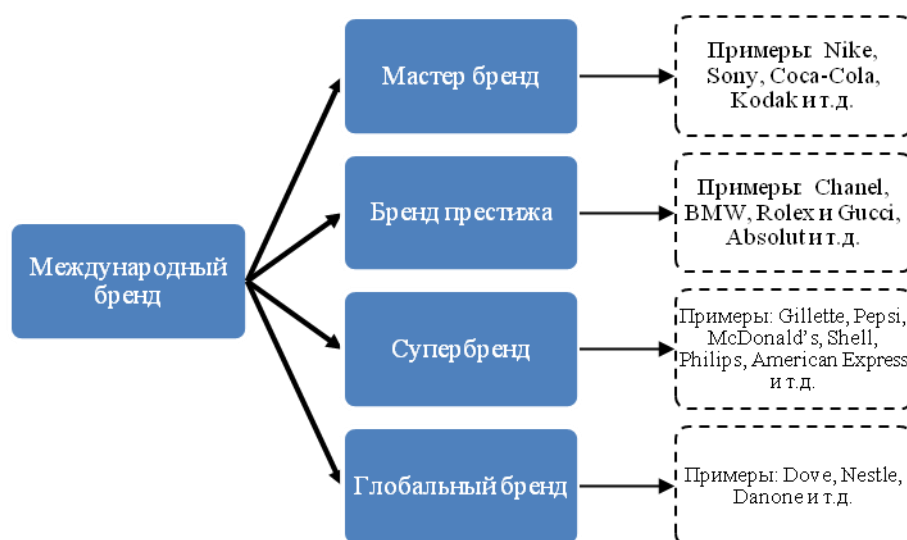 Международный
бренд
Мастер бренд
Примеры: Nike,
Sony, Coca-Cola,
Kodak и т.д.
Бренд престижа
Примеры: Chanel,
BMW, Rolex и Gucci,
Absolut и т.д.
Супербренд
Примеры: Gillette, Pepsi,
McDonald’s, Shell,
Philips, American Express
и т.д.
Глобальный бренд
Примеры: Dove, Nestle,
Danone и т.д.